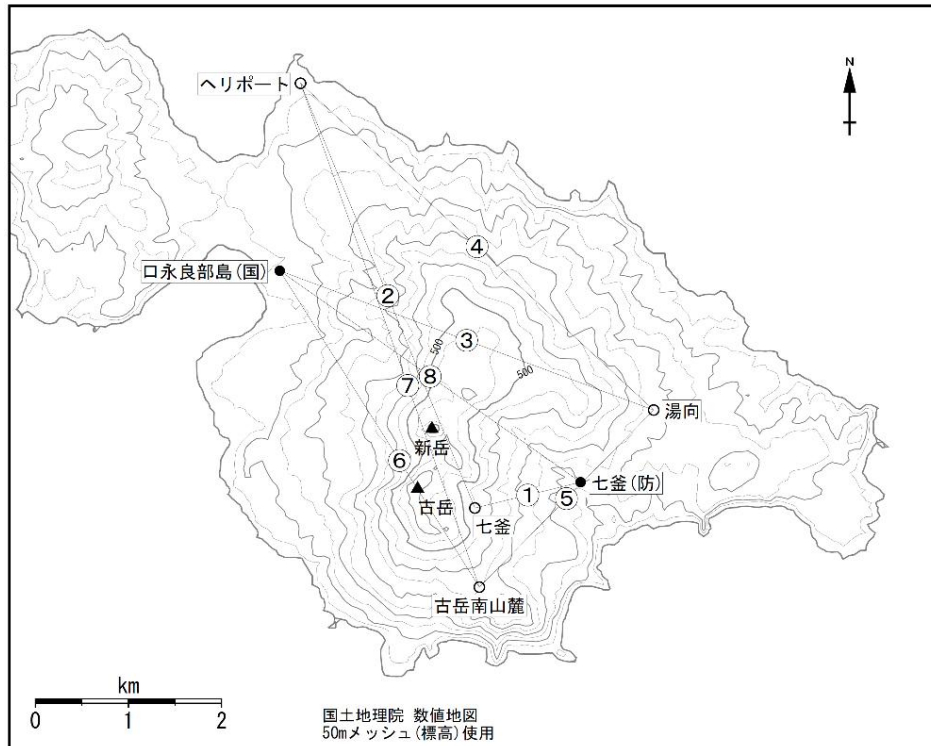 N
ヘリポート
④
口永良部島(国)
②
③
500
500
⑧
⑦
湯向
新岳
⑥
七釜(防)
古岳
①
⑤
七釜
古岳南山麓
km
0 1 2
国土地理院 数値地図
50mメッシュ(標高)使用